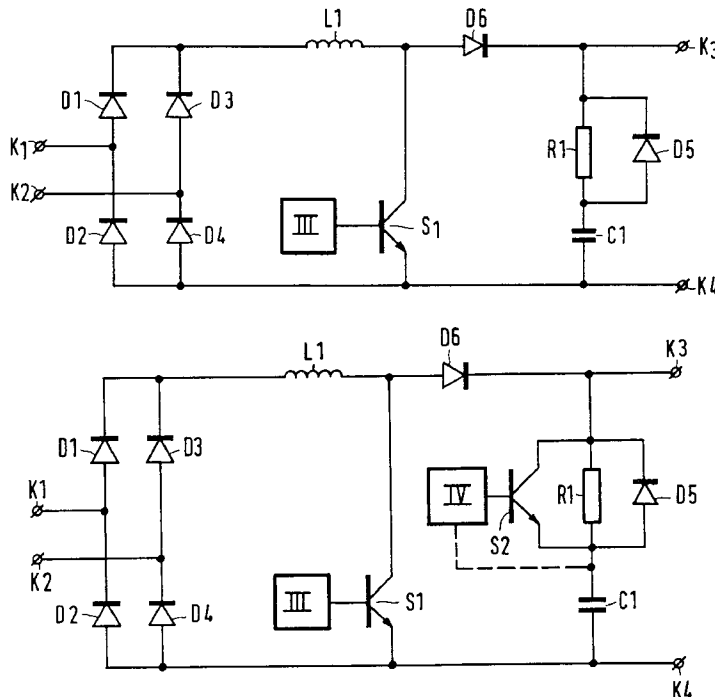 L1 D6
K3
D1 D3
K1
R1 D5
K2
III S1
D2 D4 C1
K4
D6 K3
L1
D1 D3
K1 IV R1 D5
S2
K2
III S1 C1
D2 D4
K4